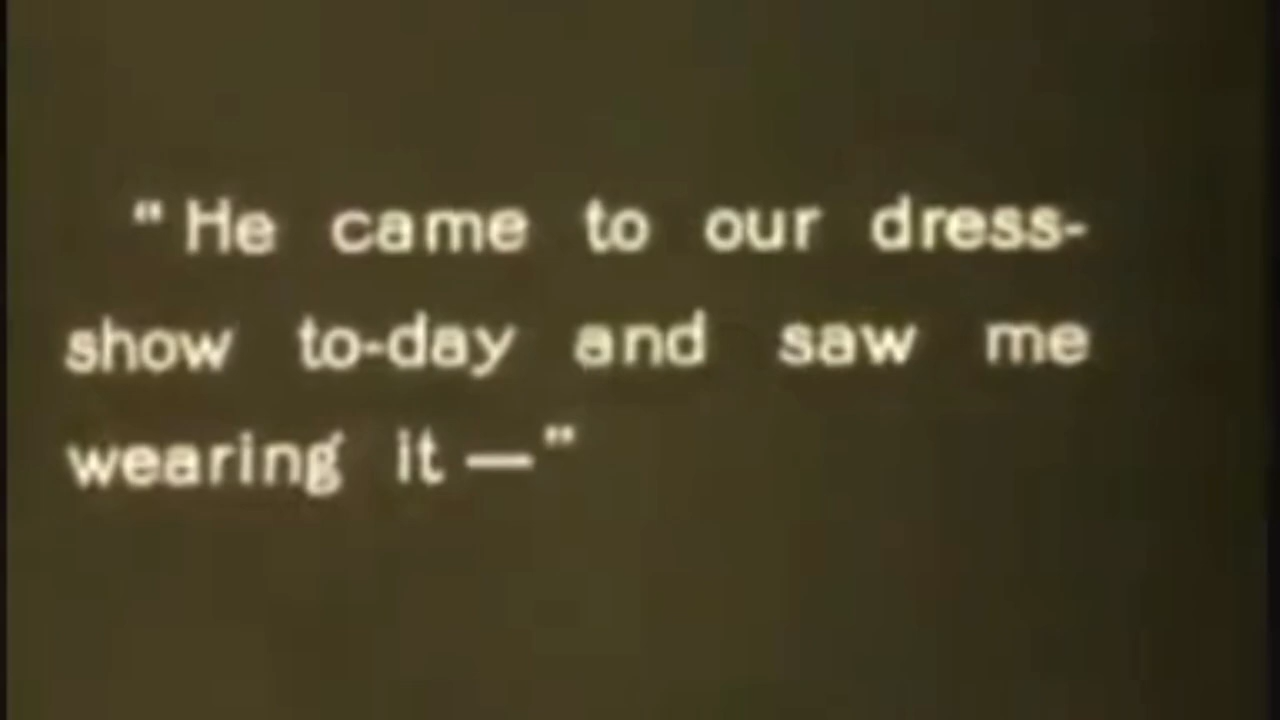 "He came to our dress-
show to-day and saw me
wearing it—"